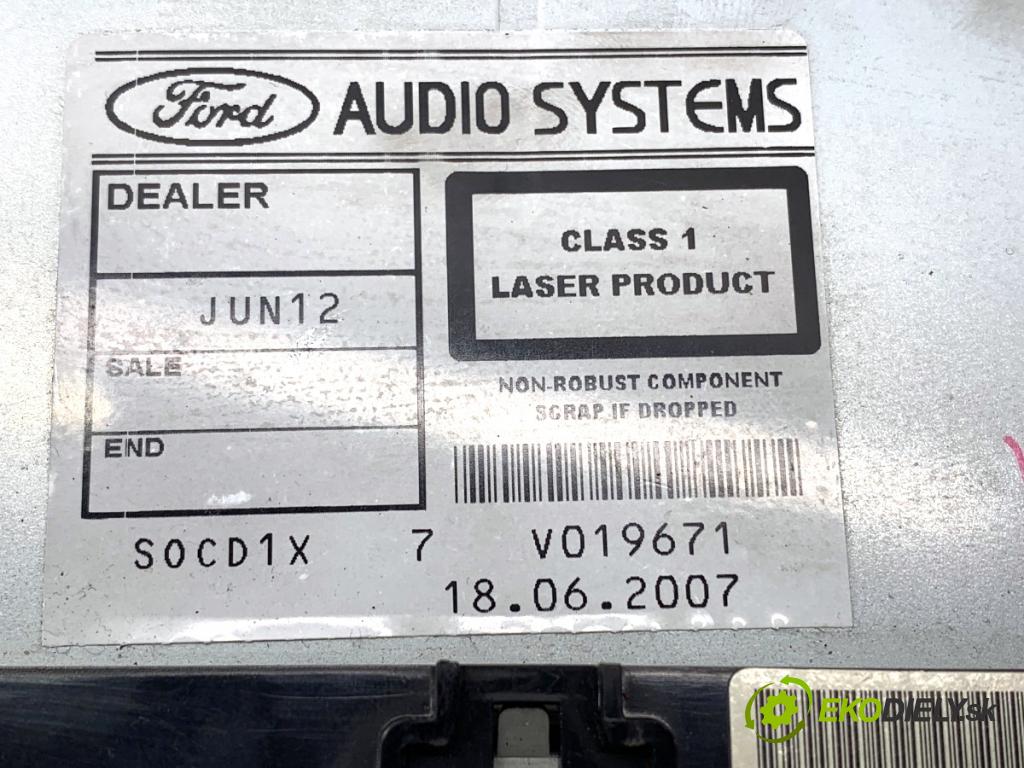 Ford AUDIO SYSTEMS
DEALER
JUN12
SALE
END
CLASS 1
LASER PRODUCT
NON-ROBUST COMPONENT
SCRAP IF DROPPED
S0CD1X 7 V019671
18.06.2007
EKODIELY.sk